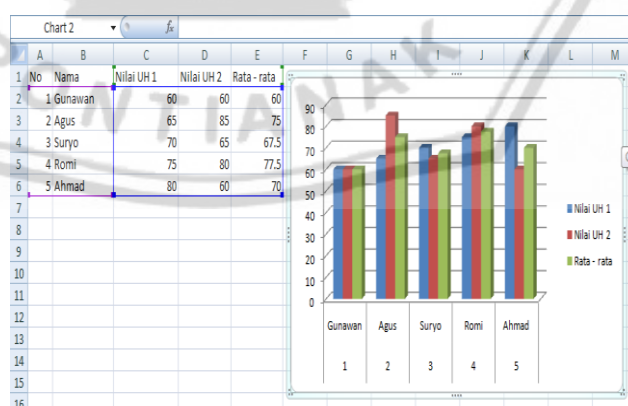 Chart 2 fx
A B C D E F G H I J K L M
1 No Nama Nilai UH 1 Nilai UH 2 Rata - rata
2 1 Gunawan 60 60 60
3 2 Agus 65 85 75
4 3 Suryo 70 65 67.5
5 4 Romi 75 80 77.5
6 5 Ahmad 80 60 70
7
8
9
10
11
12
13
14
15
16
90
80
70
60
50
40
30
20
10
0
Gunawan Agus Suryo Romi Ahmad
1 2 3 4 5
Nilai UH 1
Nilai UH 2
Rata - rata
PONTIANAK